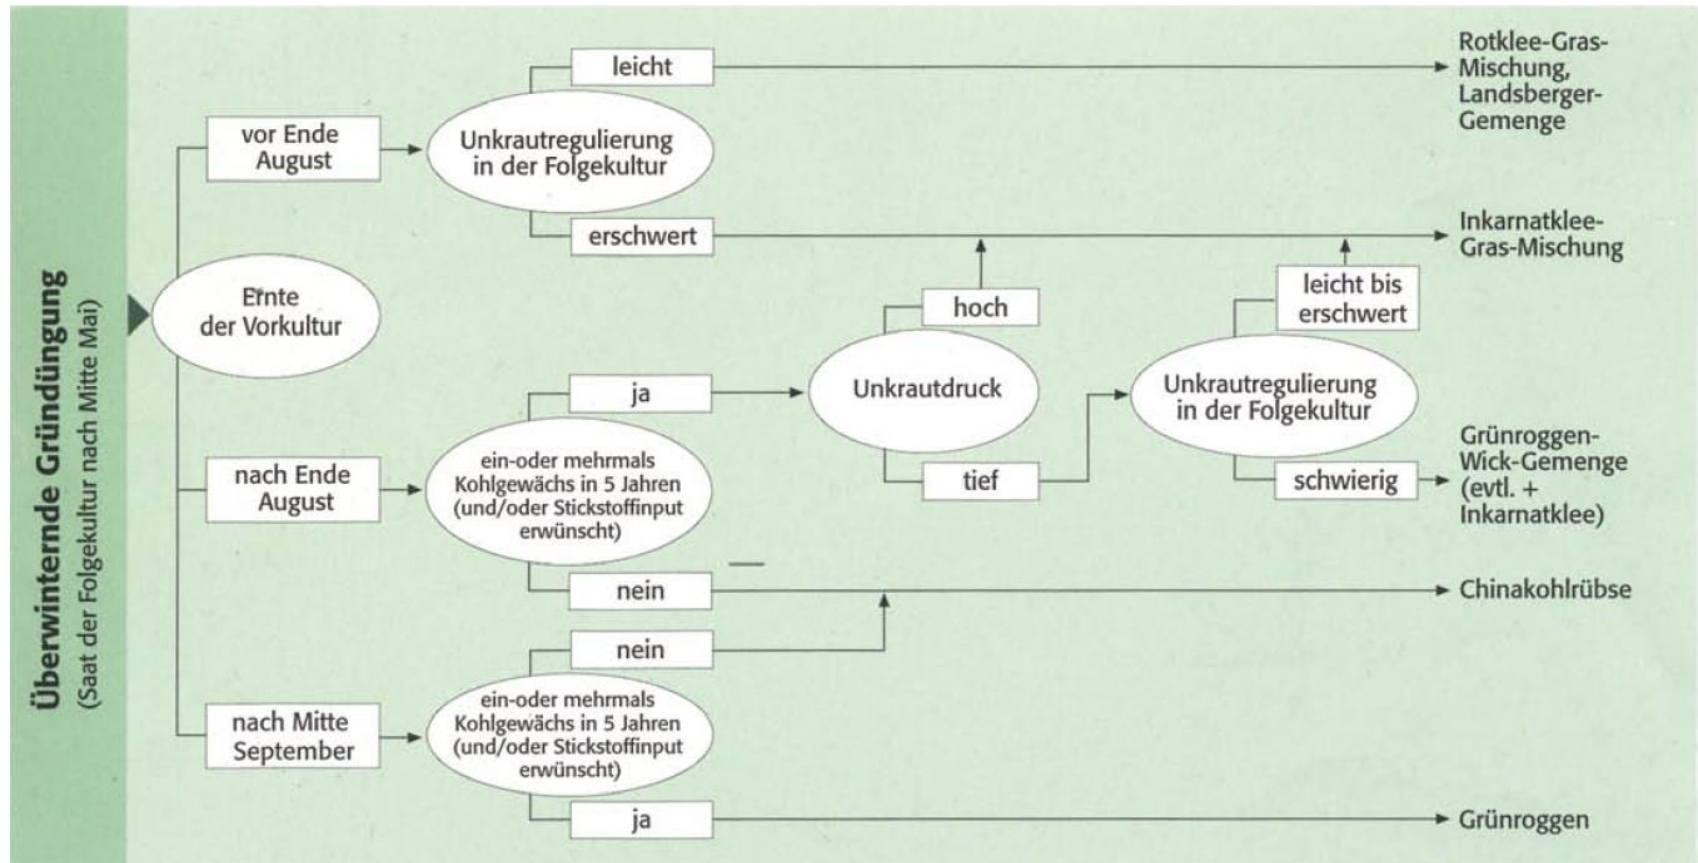 Überwinternde Gründüngung
(Saat der Folgekultur nach Mitte Mai)
Ernte
der Vorkultur
vor Ende
August
Unkrautregulierung
in der Folgekultur
leicht
Rotklee-Gras-
Mischung,
Landsberger-
Gemenge
erschwert
Inkarnatklee-
Gras-Mischung
nach Ende
August
ein-oder mehrmals
Kohlgewächs in 5 Jahren
(und/oder Stickstoffinput
erwünscht)
ja
Unkrautdruck
hoch
tief
Unkrautregulierung
in der Folgekultur
leicht bis
erschwert
schwierig
Grünroggen-
Wick-Gemenge
(evtl. +
Inkarnatklee)
nein
Chinakohlrübse
nach Mitte
September
ein-oder mehrmals
Kohlgewächs in 5 Jahren
(und/oder Stickstoffinput
erwünscht)
nein
ja
Grünroggen